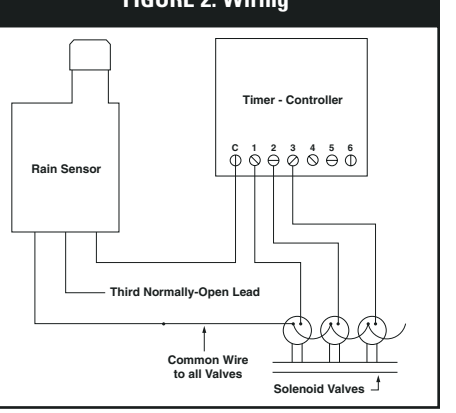 FIGURE 2. Wiring
Timer - Controller
C 1 2 3 4 5 6
Rain Sensor
Third Normally-Open Lead
Common Wire
to all Valves
Solenoid Valves